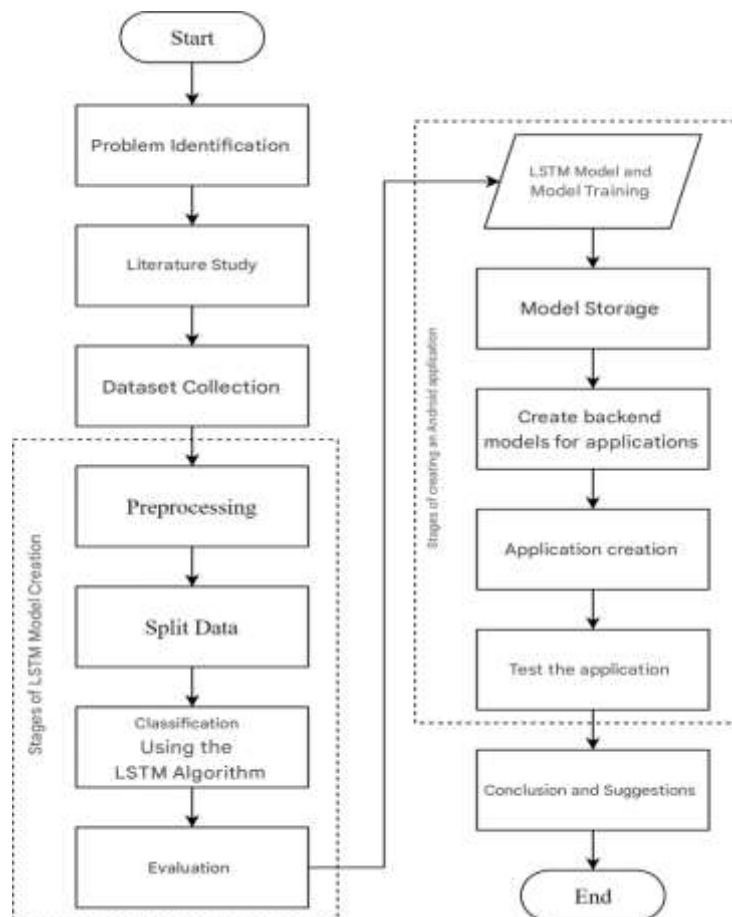 Start
Problem Identification
Literature Study
Dataset Collection
Stages of LSTM Model Creation
Preprocessing
Split Data
Classification
Using the
LSTM Algorithm
Evaluation
Stages of creating an Android application
LSTM Model and
Model Training
Model Storage
Create backend
models for applications
Application creation
Test the application
Conclusion and Suggestions
End